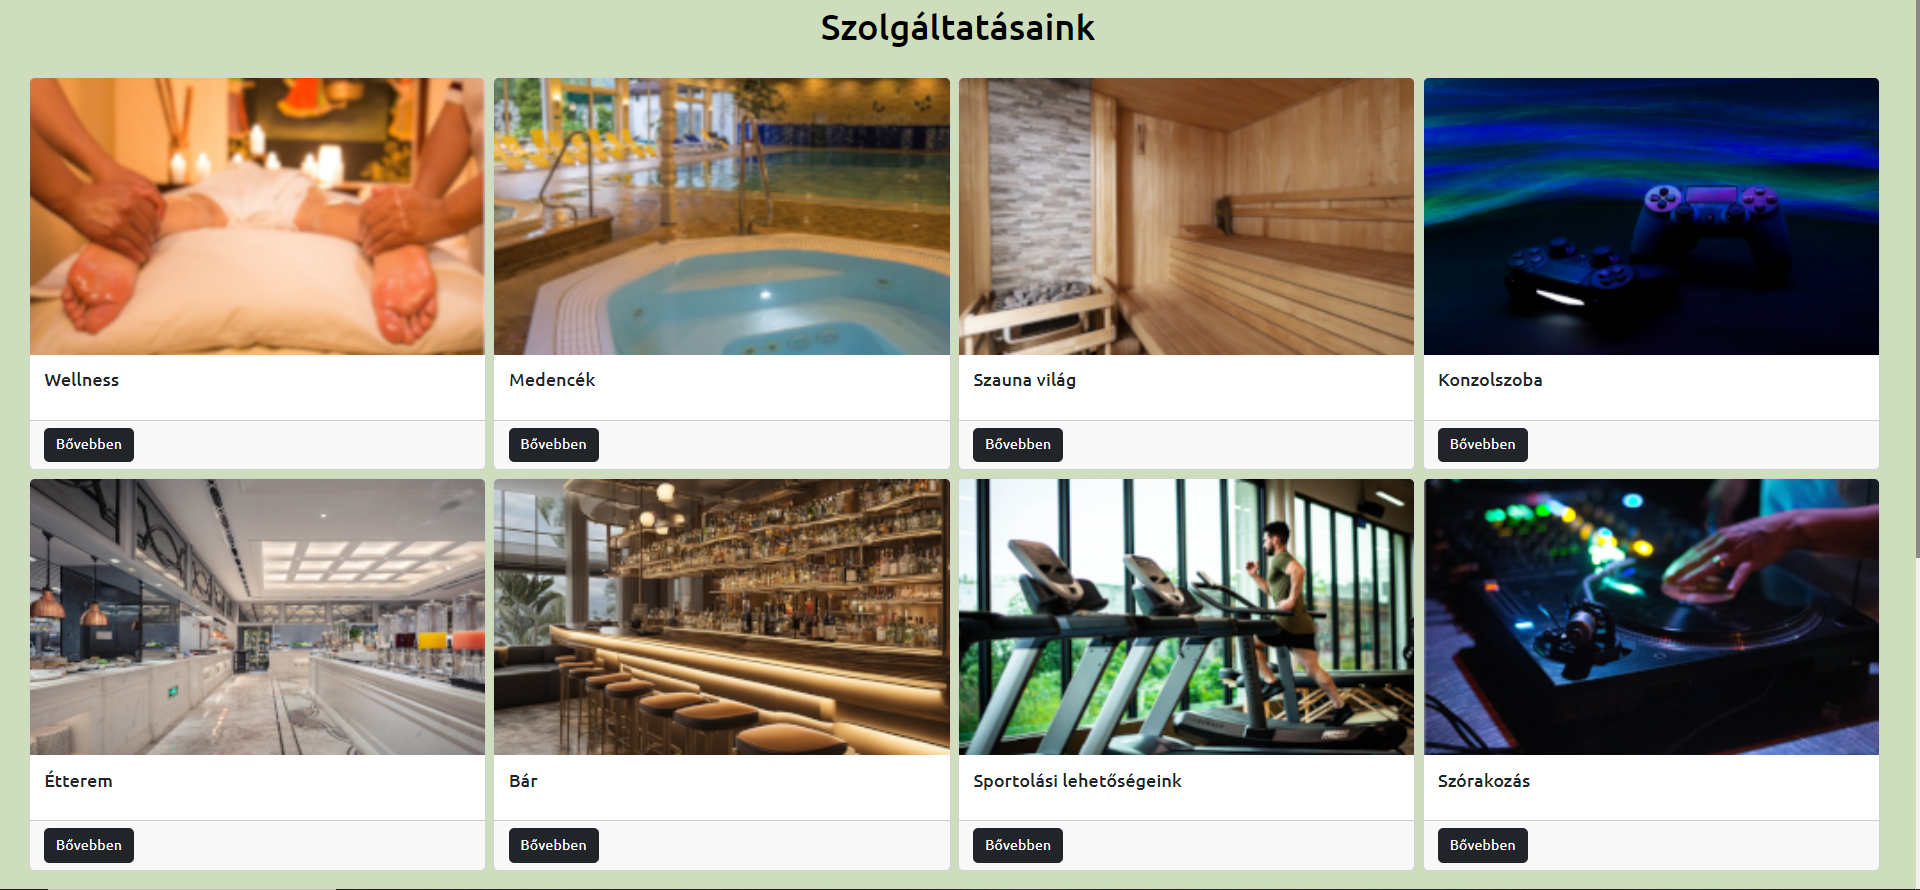 Szolgáltatásaink
Wellness
Medencék
Szauna világ
Konzolszoba
Bővebben
Bővebben
Bővebben
Bővebben
Étterem
Bár
Sportolási lehetőségeink
Szórakozás
Bővebben
Bővebben
Bővebben
Bővebben